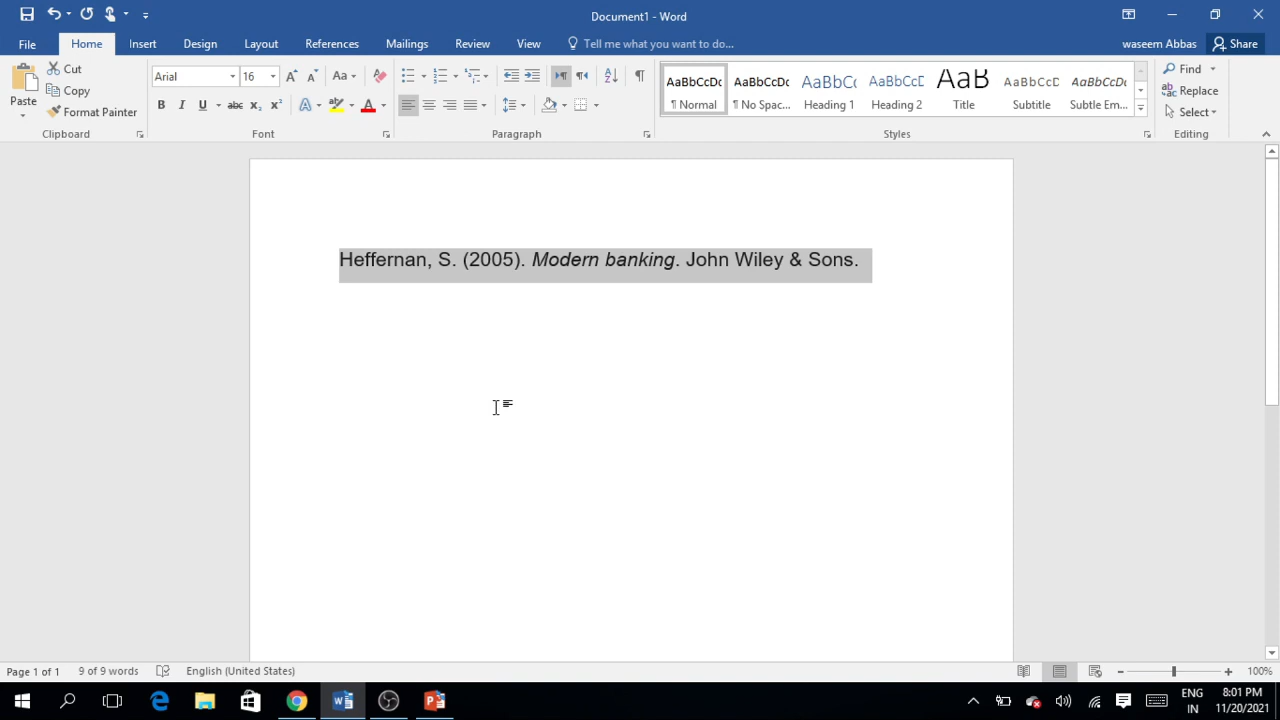 Document1 - Word
File Home Insert Design Layout References Mailings Review View Tell me what you want to do... waseem Abbas Share
Paste
Cut
Copy
Format Painter
Clipboard
Arial 16
Font
Paragraph
AaBbCcDc AaBbCcDc AaBbC( AaBbCcD AaB AaBbCcD AaBbCcDc
¶ Normal ¶ No Spac... Heading 1 Heading 2 Title Subtitle Subtle Em...
Styles
Find
Replace
Select
Editing
Heffernan, S. (2005). Modern banking. John Wiley & Sons.
Page 1 of 1 9 of 9 words English (United States) 100%
ENG
IN
8:01 PM
11/20/2021